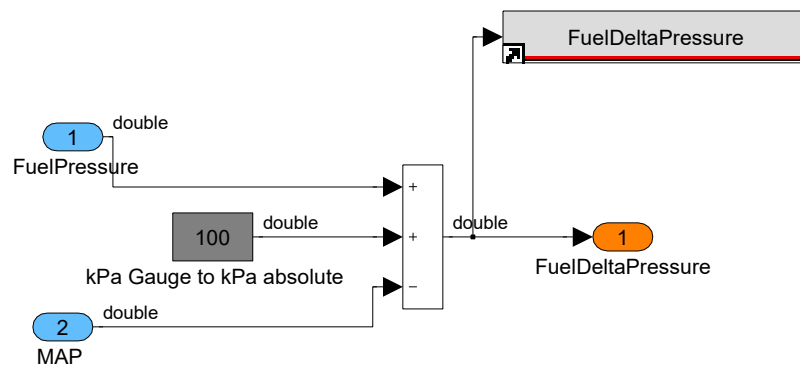 FuelDeltaPressure
double
1
FuelPressure
+
double
100
+
double
1
kPa Gauge to kPa absolute
FuelDeltaPressure
−
double
2
MAP